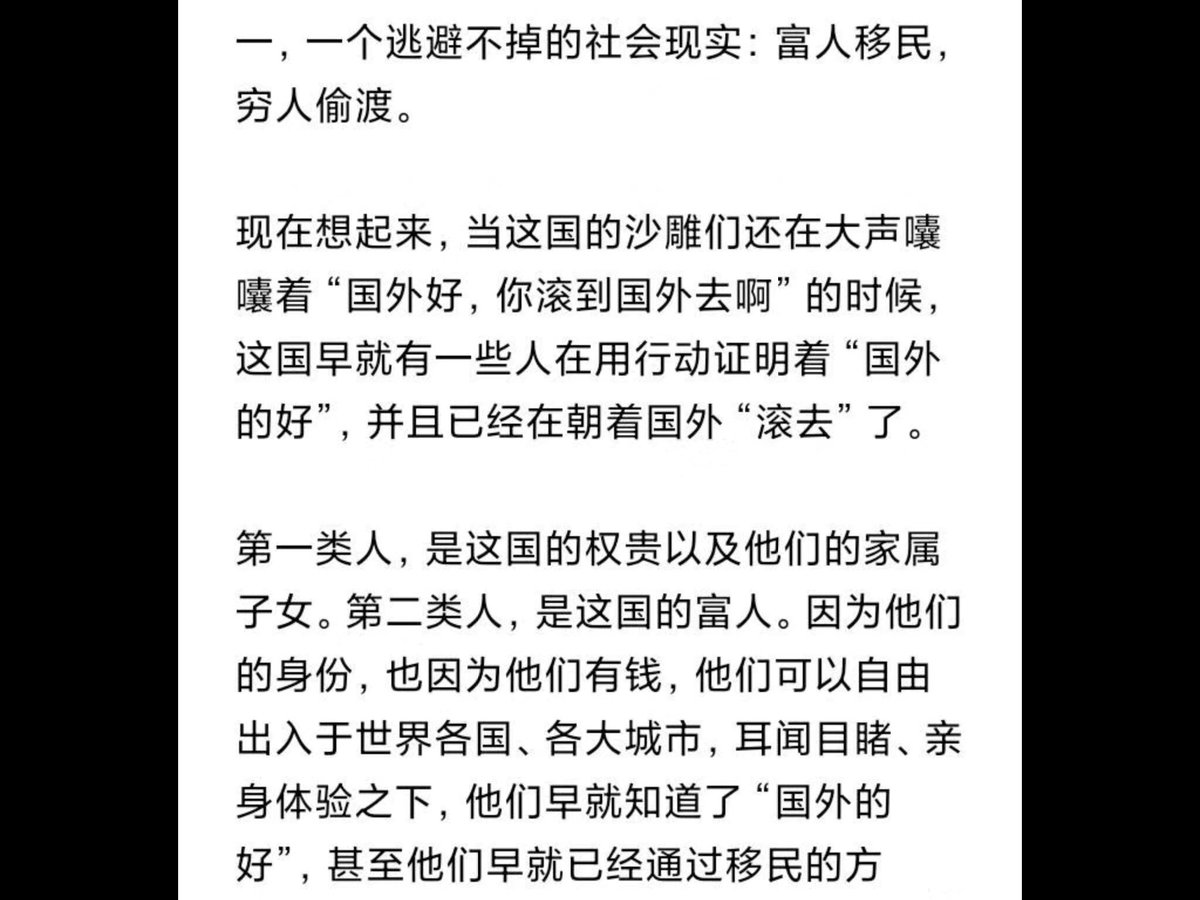 一，一个逃避不掉的社会现实：富人移民，
穷人偷渡。
现在想起来，当这国的沙雕们还在大声囔
囔着“国外好，你滚到国外去啊”的时候，
这国早就有一些人在用行动证明着“国外
的好”，并且已经在朝着国外“滚去”了。
第一类人，是这国的权贵以及他们的家属
子女。第二类人，是这国的富人。因为他们
的身份，也因为他们有钱，他们可以自由
出入于世界各国、各大城市，耳闻目睹、亲
身体验之下，他们早就知道了“国外的
好”，甚至他们早就已经通过移民的方